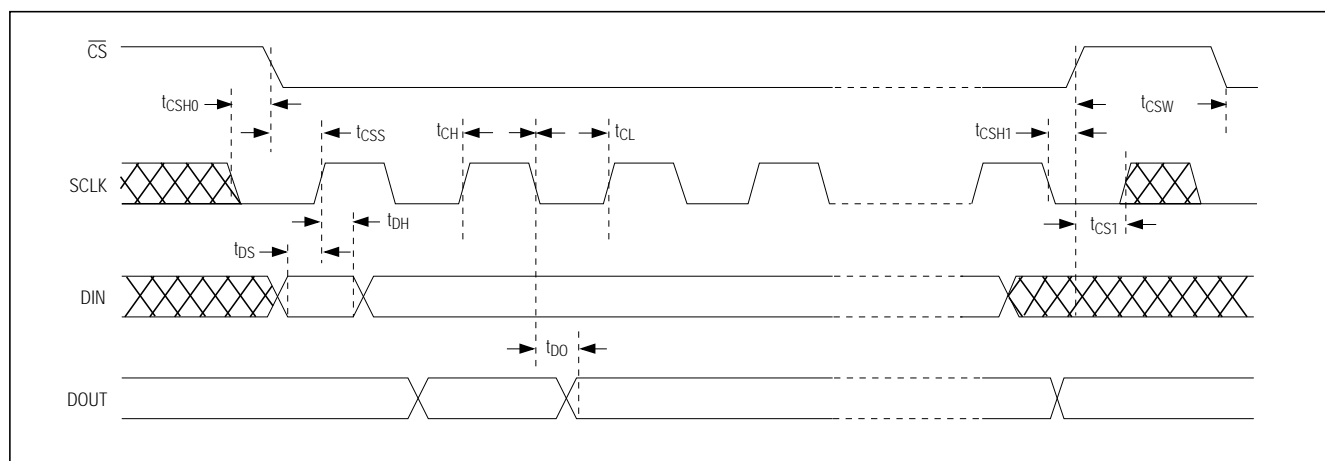 CS
tCSH0
tCSS
tCH
tCL
tCSH1
tCSW
SCLK
tDH
tCS1
tDS
DIN
tDO
DOUT